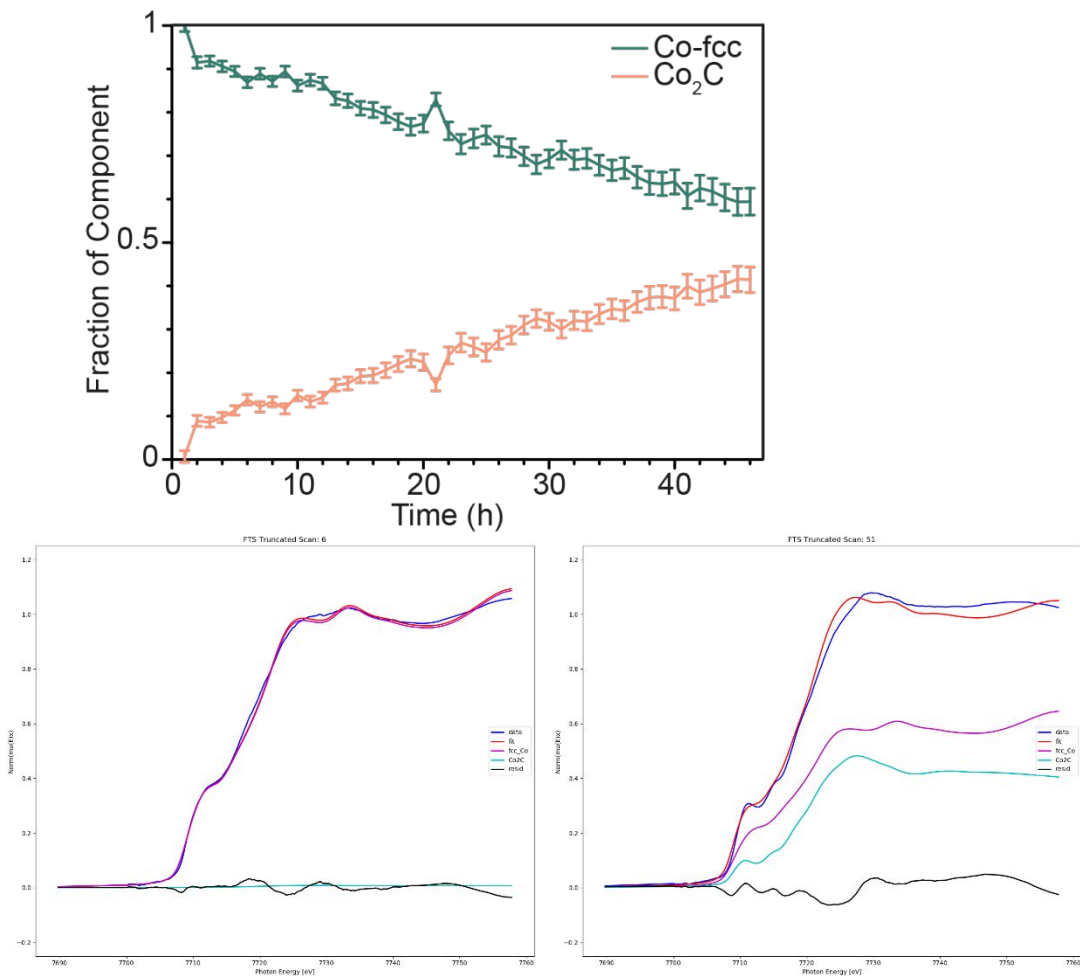 1
0.5
0
Fraction of Component
Co-fcc
Co₂C
0 10 20 30 40
Time (h)
FTS Truncated Scan: 6
1.2
1.0
0.8
0.6
0.4
0.2
0.0
−0.2
Norm(mu(E)x)
data
fit
fcc_Co
Co2C
resid
7690 7700 7710 7720 7730 7740 7750 7760
Photon Energy [eV]
FTS Truncated Scan: 51
1.2
1.0
0.8
0.6
0.4
0.2
0.0
−0.2
data
fit
fcc_Co
Co2C
resid
7690 7700 7710 7720 7730 7740 7750 7760
Photon Energy [eV]